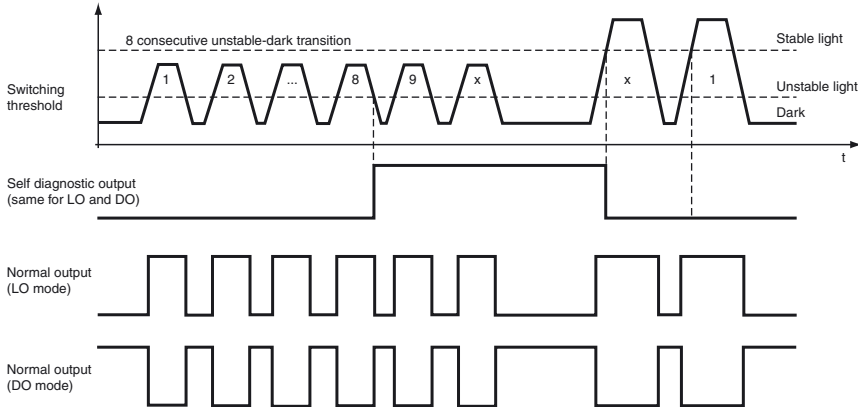 8 consecutive unstable-dark transition
Stable light
Switching
threshold
1
2
...
8
9
x
x
1
Unstable light
Dark
t
Self diagnostic output
(same for LO and DO)
Normal output
(LO mode)
Normal output
(DO mode)